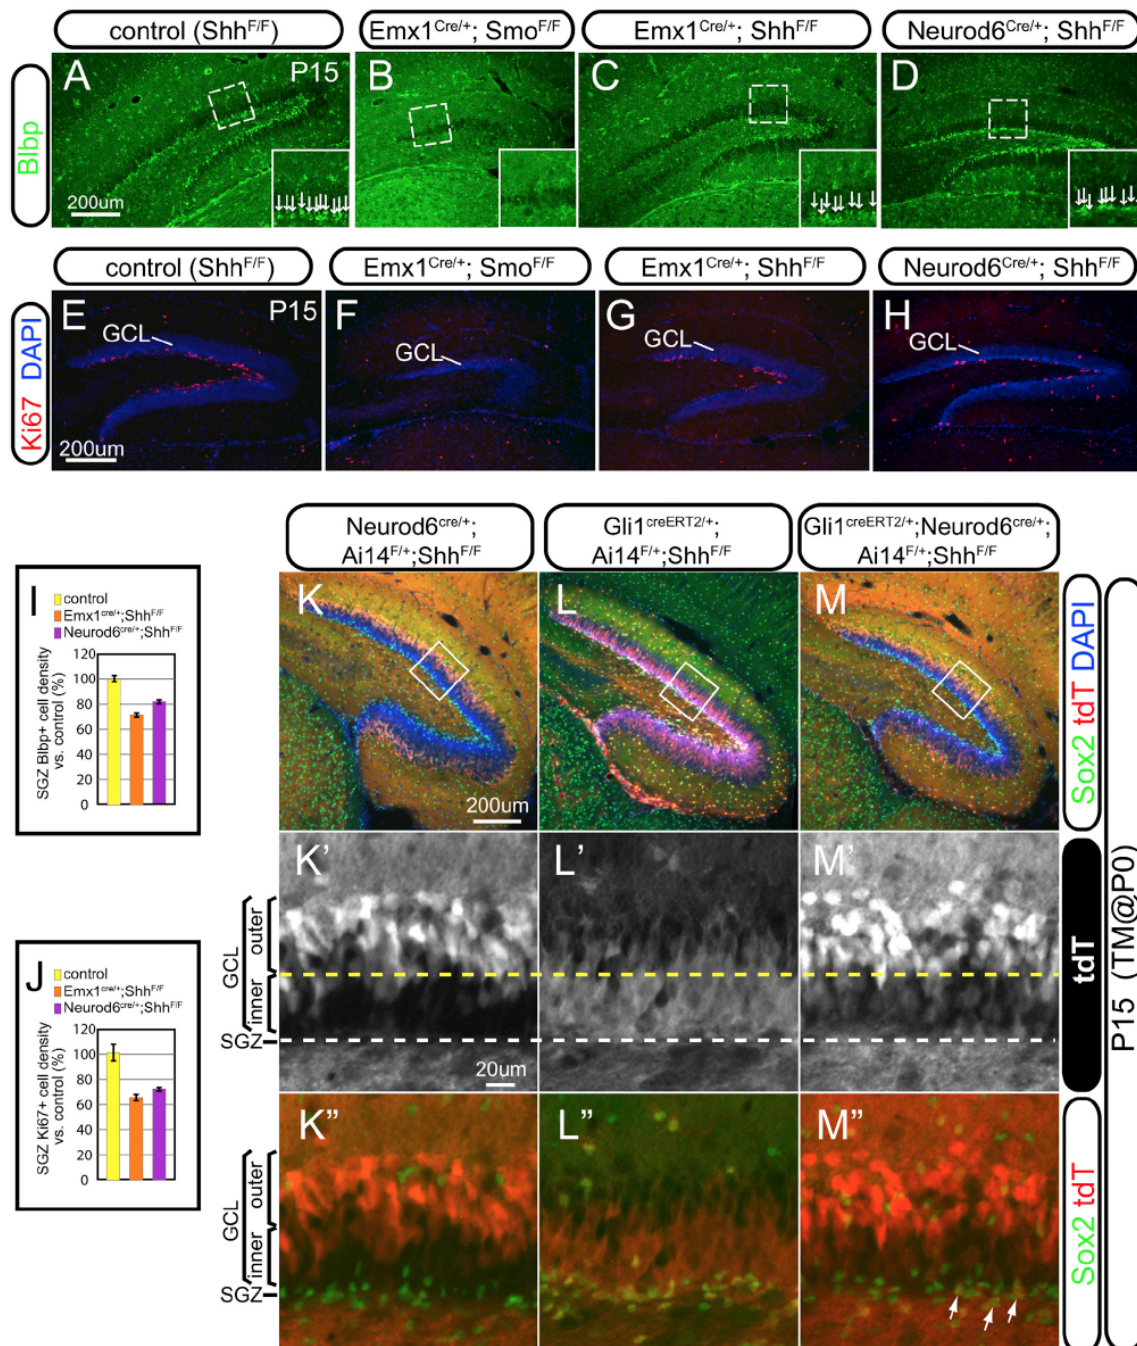 control (Shh^F/F)
Emx1^Cre/+; Smo^F/F
Emx1^Cre/+; Shh^F/F
Neurod6^Cre/+; Shh^F/F
Blbp
A
P15
B
C
D
200um
control (Shh^F/F)
Emx1^Cre/+; Smo^F/F
Emx1^Cre/+; Shh^F/F
Neurod6^Cre/+; Shh^F/F
Ki67 DAPI
E
P15
GCL
F
GCL
G
GCL
H
GCL
200um
I
control
Emx1^cre/+;Shh^F/F
Neurod6^cre/+;Shh^F/F
SGZ Blbp+ cell density
vs. control (%)
120
100
80
60
40
20
0
J
control
Emx1^cre/+;Shh^F/F
Neurod6^cre/+;Shh^F/F
SGZ Ki67+ cell density
vs. control (%)
120
100
80
60
40
20
0
Neurod6^cre/+;
Ai14^F/+;Shh^F/F
Gli1^creERT2/+;
Ai14^F/+;Shh^F/F
Gli1^creERT2/+;Neurod6^cre/+;
Ai14^F/+;Shh^F/F
K
L
M
200um
Sox2 tdT DAPI
K'
L'
M'
GCL
outer
inner
SGZ
20um
tdT
K"
L"
M"
GCL
outer
inner
SGZ
Sox2 tdT
P15 (TM@P0)